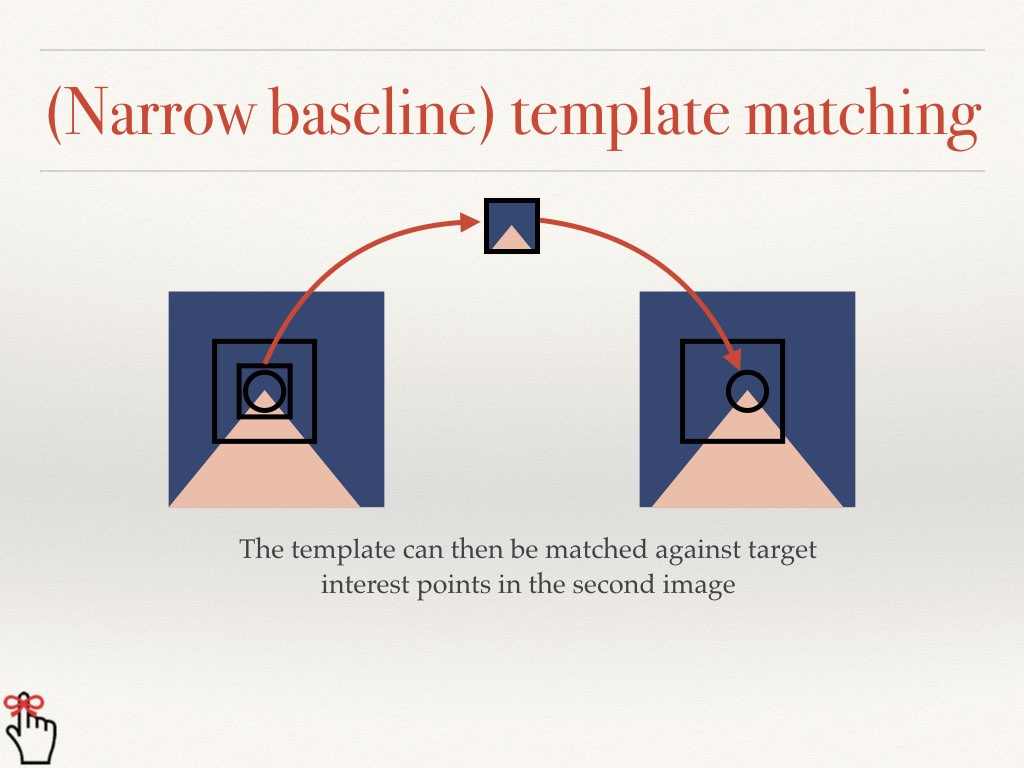 (Narrow baseline) template matching
The template can then be matched against target
interest points in the second image